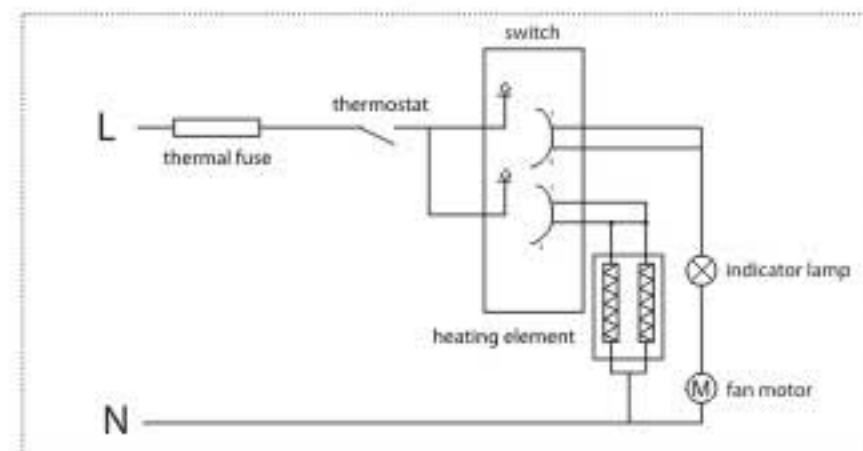 switch
thermostat
L
thermal fuse
indicator lamp
heating element
M
fan motor
N